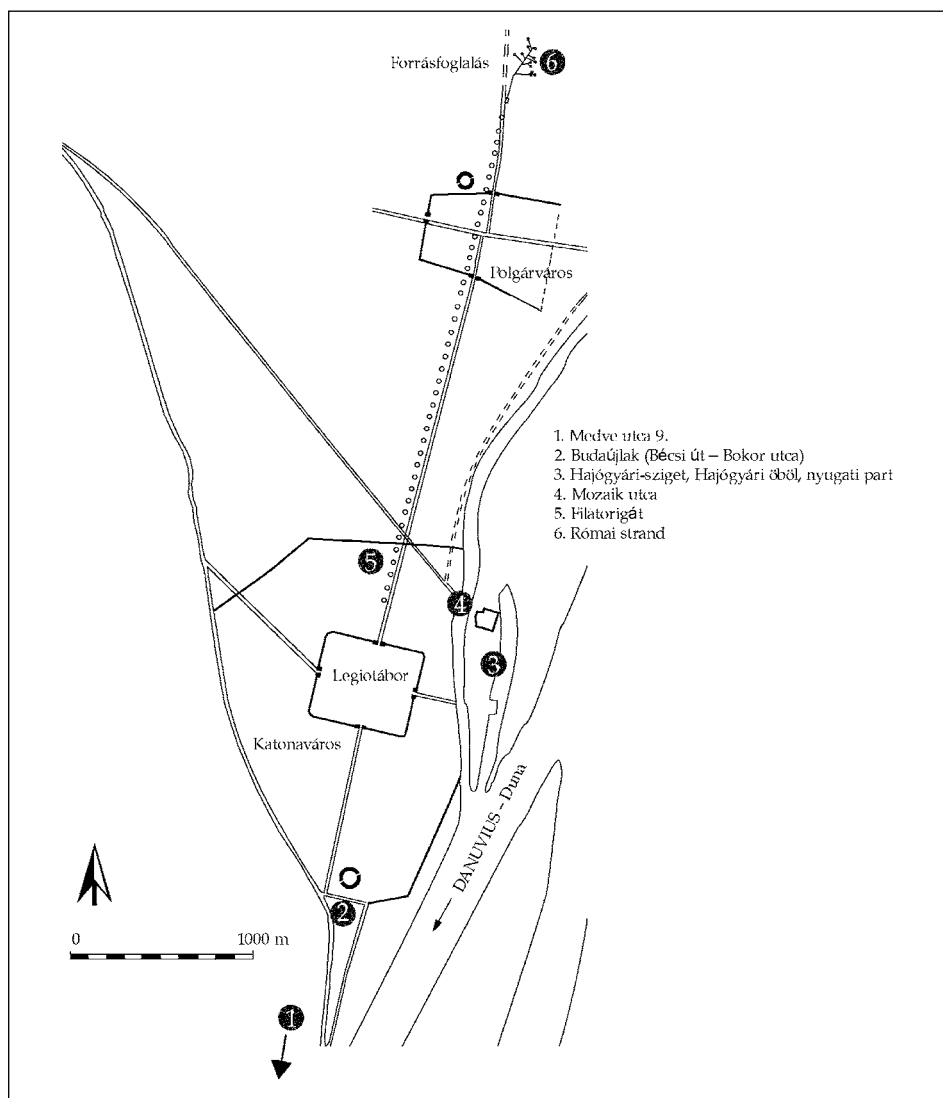 Forrásfoglalás
6
Polgárváros
1. Medve utca 9.
2. Budaújlak (Bécsi út – Bokor utca)
3. Hajógyári-sziget, Hajógyári öböl, nyugati part
4. Mozaik utca
5. Filatorigát
6. Római strand
5
4
3
Legiotábor
Katonaváros
DANUVIUS – Duna
2
0 1000 m
1